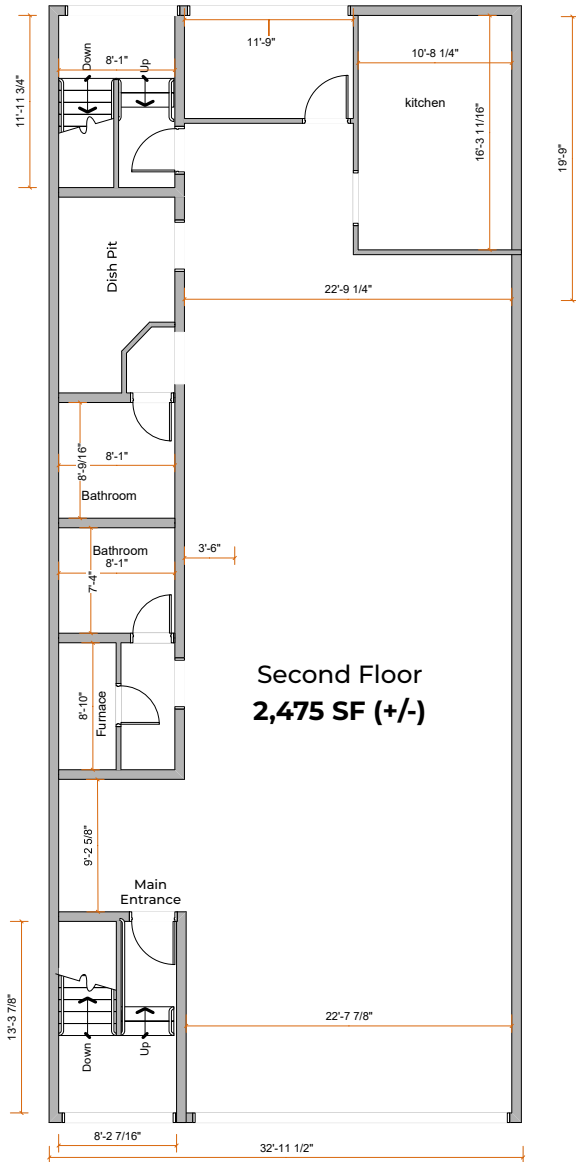 11'-9"
8'-1"
Down
Up
10'-8 1/4"
11'-11 3/4"
kitchen
16'-3 11/16"
19'-9"
Dish Pit
22'-9 1/4"
8'-9/16"
8'-1"
Bathroom
3'-6"
Bathroom
8'-1"
7'-4"
Second Floor
2,475 SF (+/-)
8'-10"
Furnace
9'-2 5/8"
Main
Entrance
13'-3 7/8"
22'-7 7/8"
Down
Up
8'-2 7/16"
32'-11 1/2"